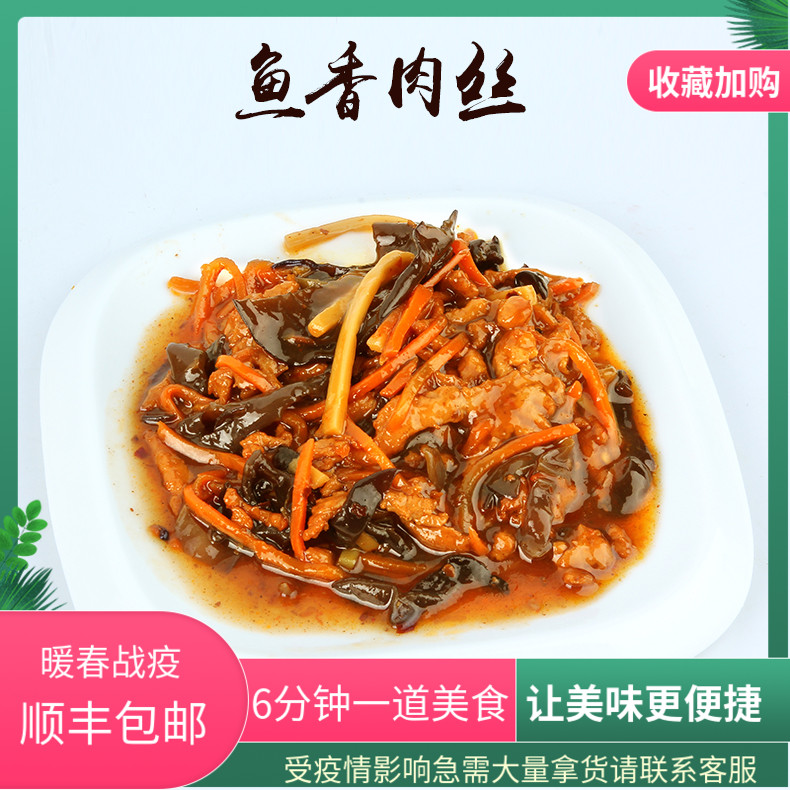 鱼香肉丝
收藏加购
暖春战疫
顺丰包邮
6分钟一道美食
让美味更便捷
受疫情影响急需大量拿货请联系客服